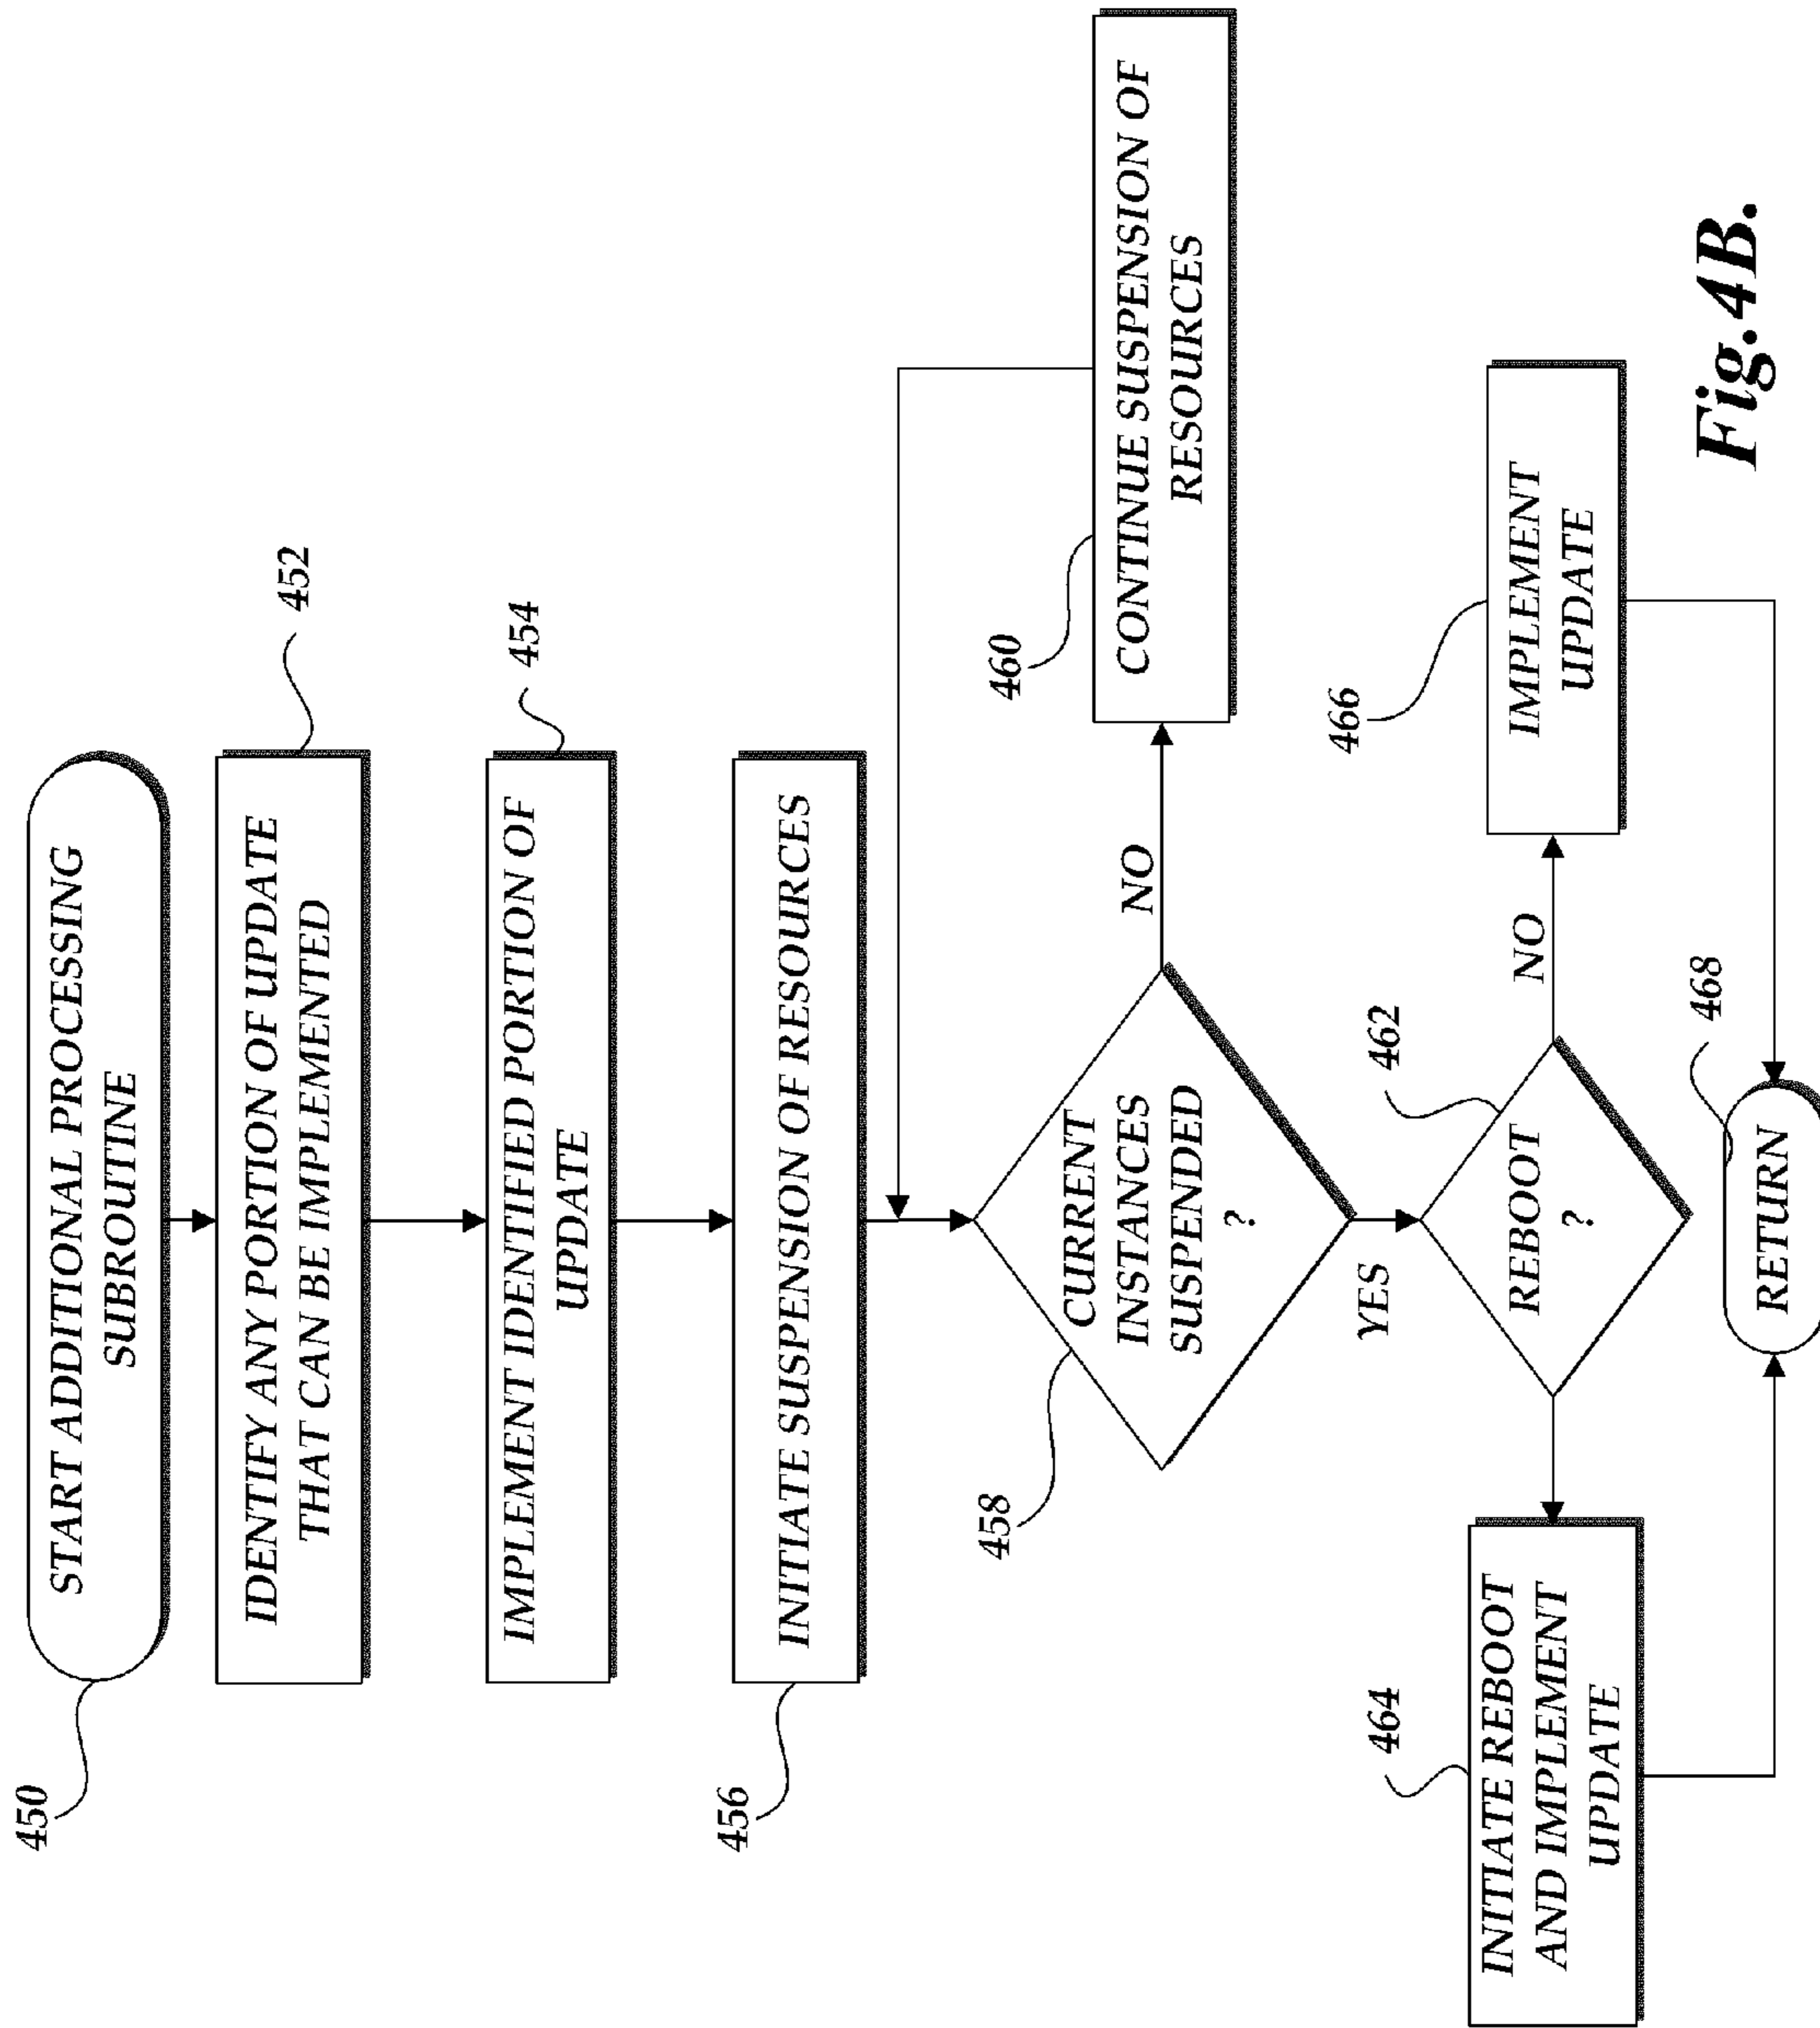 450
START ADDITIONAL PROCESSING
SUBROUTINE
452
IDENTIFY ANY PORTION OF UPDATE
THAT CAN BE IMPLEMENTED
454
IMPLEMENT IDENTIFIED PORTION OF
UPDATE
456
INITIATE SUSPENSION OF RESOURCES
458
CURRENT
INSTANCES
SUSPENDED
?
NO
460
CONTINUE SUSPENSION OF
RESOURCES
YES
462
REBOOT
?
NO
464
INITIATE REBOOT
AND IMPLEMENT
UPDATE
466
IMPLEMENT
UPDATE
468
RETURN
Fig.4B.